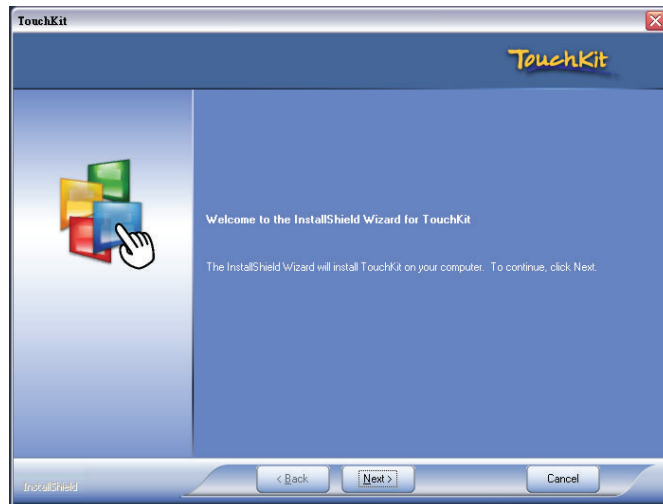 TouchKit
TouchKit
Welcome to the InstallShield Wizard for TouchKit
The InstallShield Wizard will install TouchKit on your computer. To continue, click Next.
InstallShield
< Back
Next >
Cancel